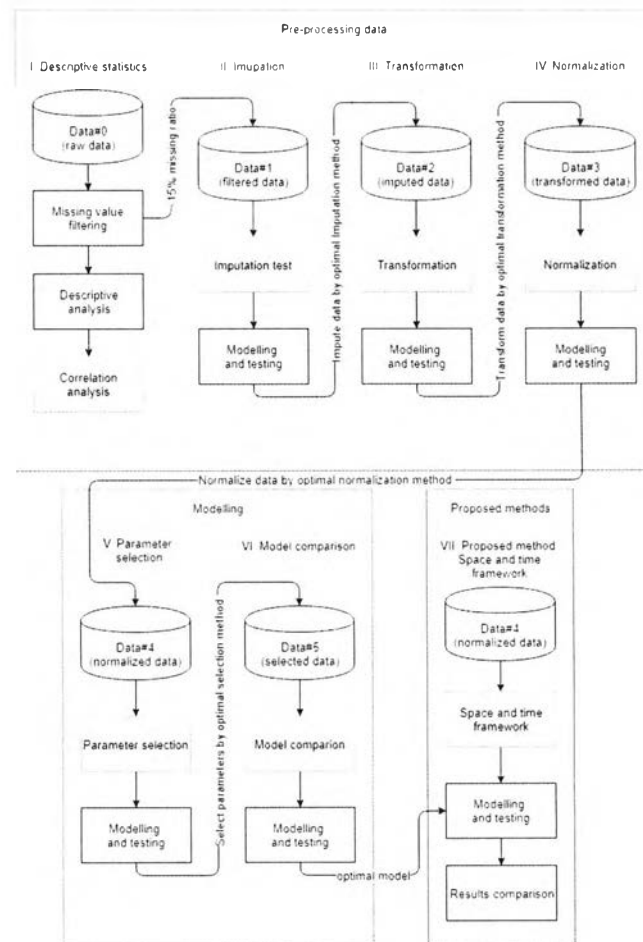 Pre-processing data
I Descriptive statistics
II Imupation
III Transformation
IV Normalization
Data#0
(raw data)
Missing value
filtering
Descriptive
analysis
Correlation
analysis
15% missing ratio
Data#1
(filtered data)
Imputation test
Modelling
and testing
Impute data by optimal Imputation method
Data#2
(imputed data)
Transformation
Modelling
and testing
Transform data by optimal transformation method
Data#3
(transformed data)
Normalization
Modelling
and testing
Normalize data by optimal normalization method
Modelling
V Parameter
selection
Data#4
(normalized data)
Parameter selection
Modelling
and testing
Select parameters by optimal selection method
VI Model comparison
Data#5
(selected data)
Model comparion
Modelling
and testing
optimal model
Proposed methods
VII Proposed method
Space and time
framework
Data#4
(normalized data)
Space and time
framework
Modelling
and testing
Results comparison